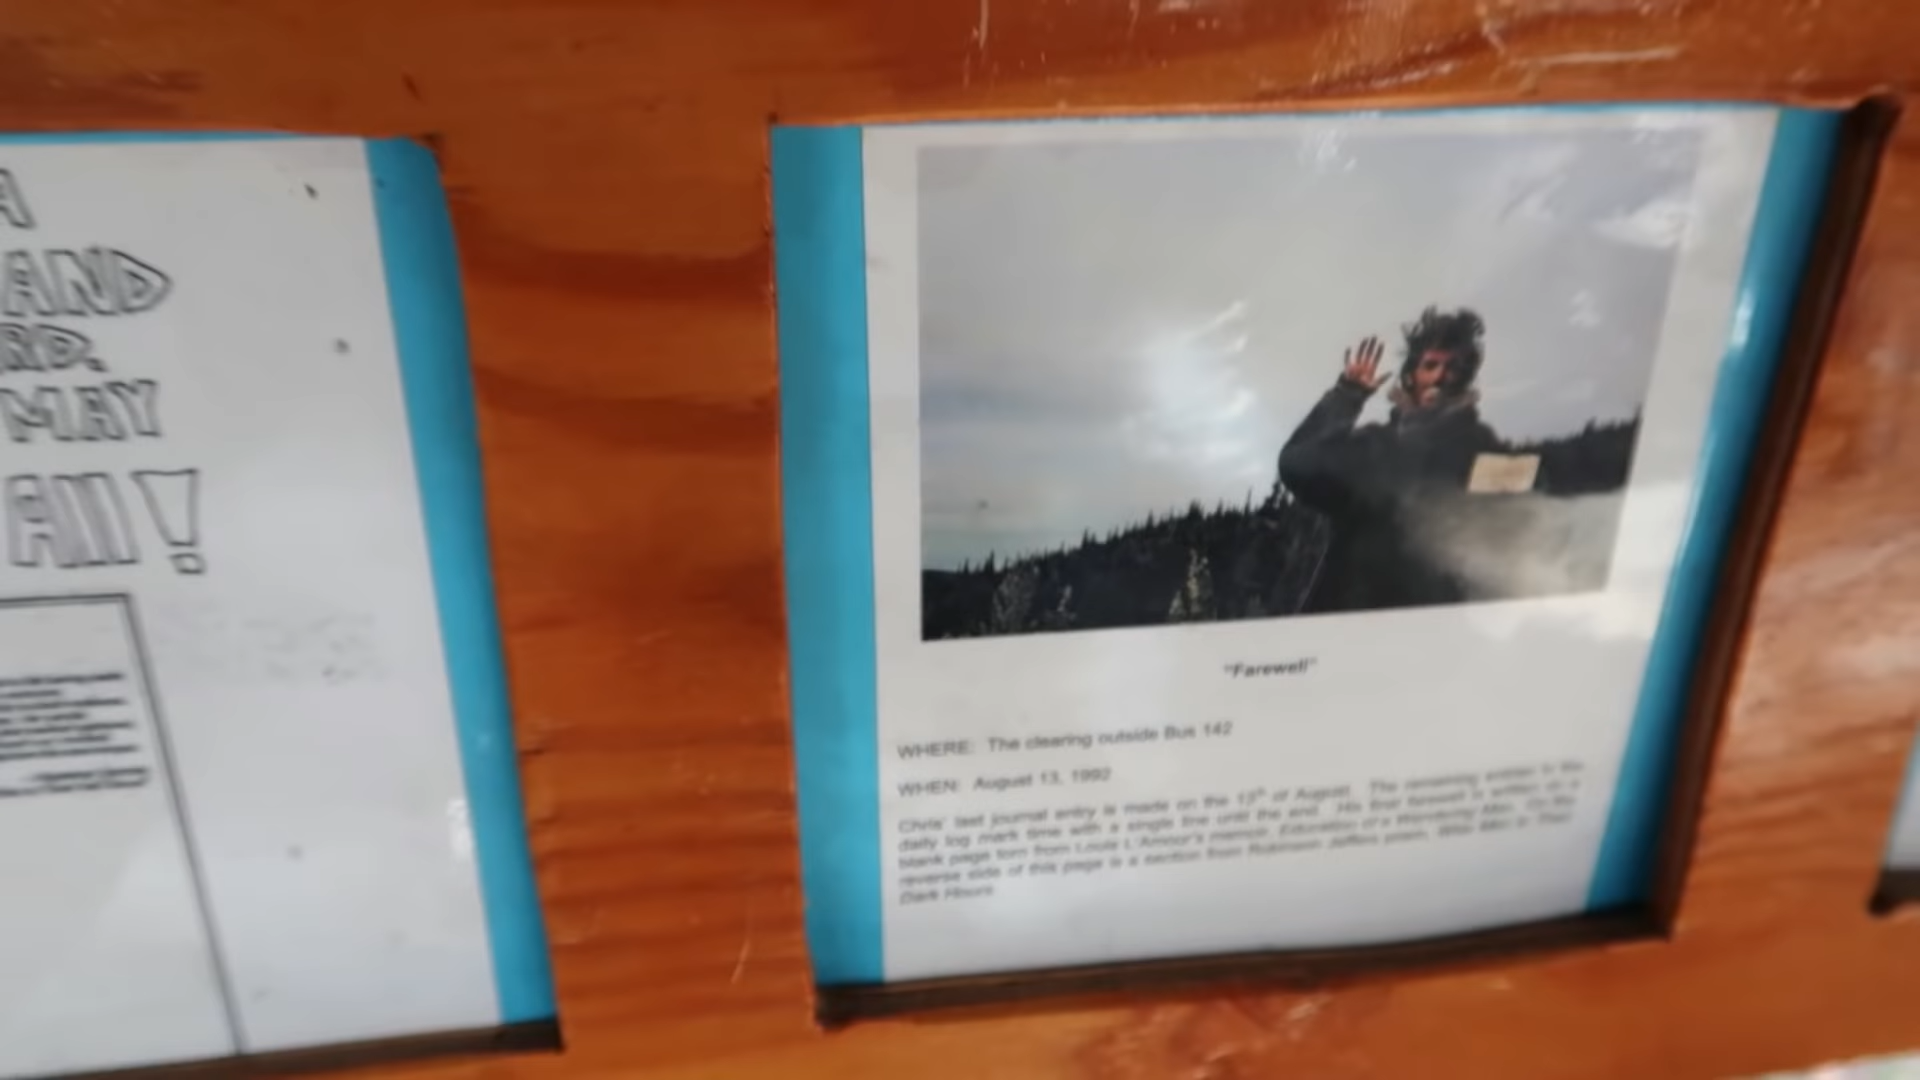 A
AND
RD.
MAY
All!
"Farewell"
WHERE: The clearing outside Bus 142
WHEN: August 13, 1992
Chris' last journal entry is made on the 13th of August. The remaining entries in the
daily log mark time with a single line until the end. His final farewell is written on a
blank page torn from Louis L'Amour's memoir, Education of a Wandering Man. On the
reverse side of this page is a section from Robinson Jeffers poem, Wise Men in Their
Dark Hours